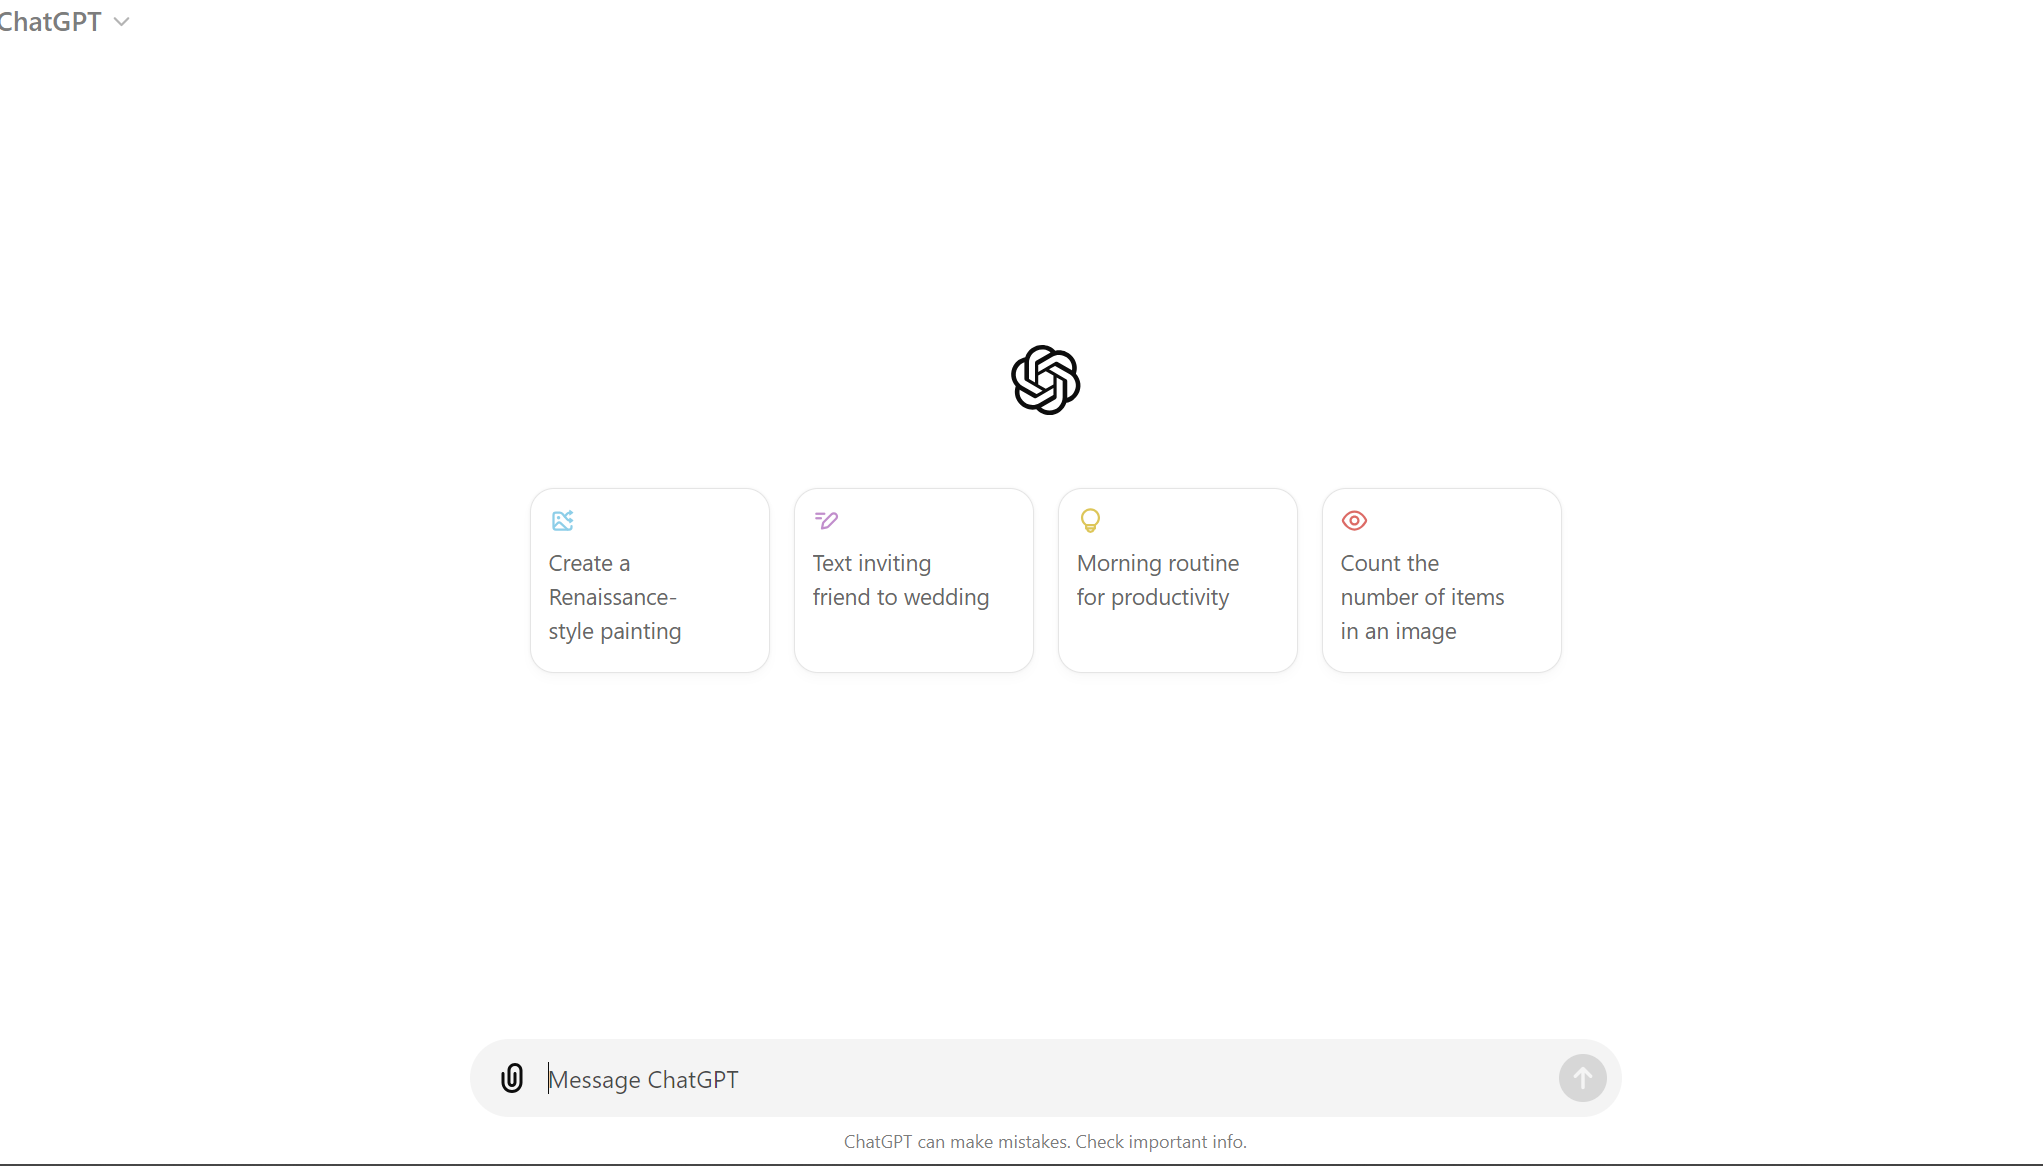 ChatGPT
Create a
Renaissance-
style painting
Text inviting
friend to wedding
Morning routine
for productivity
Count the
number of items
in an image
Message ChatGPT
ChatGPT can make mistakes. Check important info.